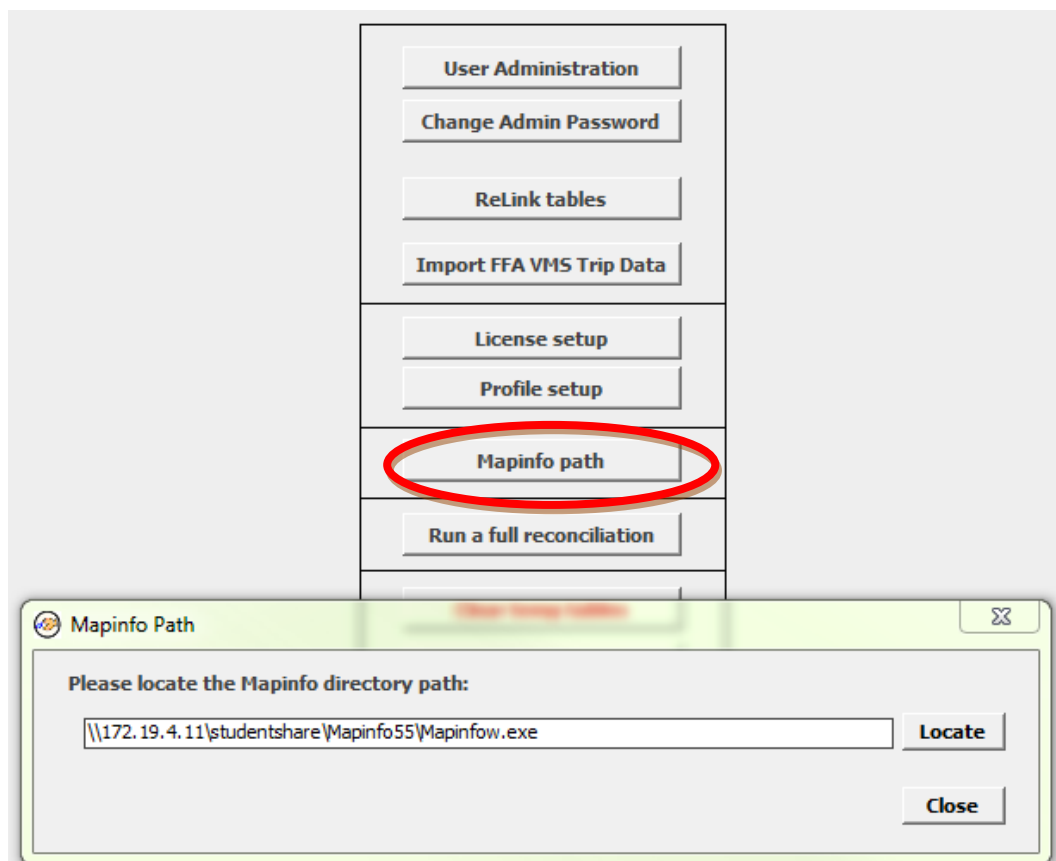 User Administration
Change Admin Password
ReLink tables
Import FFA VMS Trip Data
License setup
Profile setup
Mapinfo path
Run a full reconciliation
Mapinfo Path
Please locate the Mapinfo directory path:
\\172.19.4.11\studentshare\Mapinfo55\Mapinfow.exe
Locate
Close